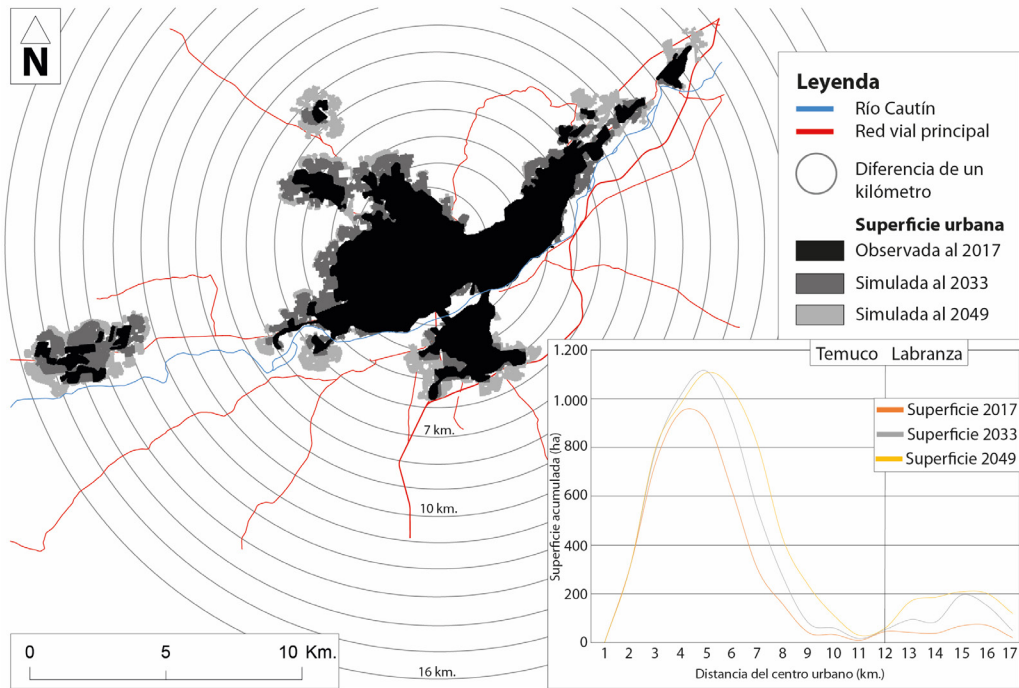 N
Leyenda
Río Cautín
Red vial principal
Diferencia de un
kilómetro
Superficie urbana
Observada al 2017
Simulada al 2033
Simulada al 2049
7 km.
10 km.
16 km.
0 5 10 Km.
Temuco Labranza
Superficie 2017
Superficie 2033
Superficie 2049
Superficie acumulada (ha)
1.200
1.000
800
600
400
200
0
1 2 3 4 5 6 7 8 9 10 11 12 13 14 15 16 17
Distancia del centro urbano (km.)